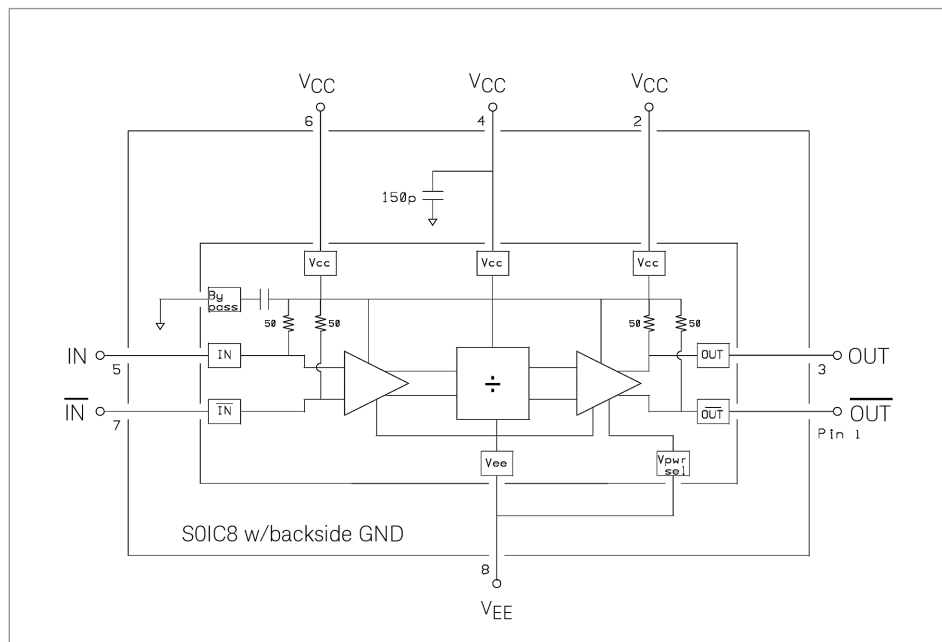 VCC VCC VCC
6 4 2
150p
Vcc Vcc Vcc
By
pass
50 50 50 50
IN 5 IN OUT 3 OUT
÷
IN 7 IN OUT OUT
Pin 1
Vee Vpwr
sel
SOIC8 w/backside GND
8
VEE